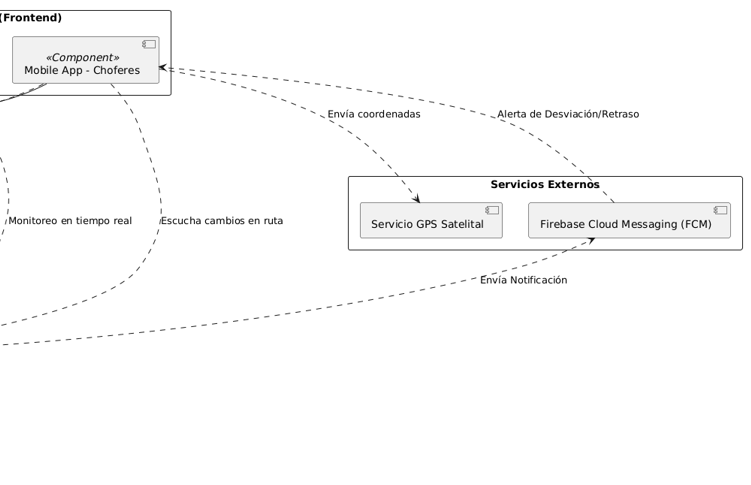 (Frontend)
«Component»
Mobile App - Choferes
Envía coordenadas
Alerta de Desviación/Retraso
Servicios Externos
Servicio GPS Satelital
Firebase Cloud Messaging (FCM)
Monitoreo en tiempo real
Escucha cambios en ruta
Envía Notificación